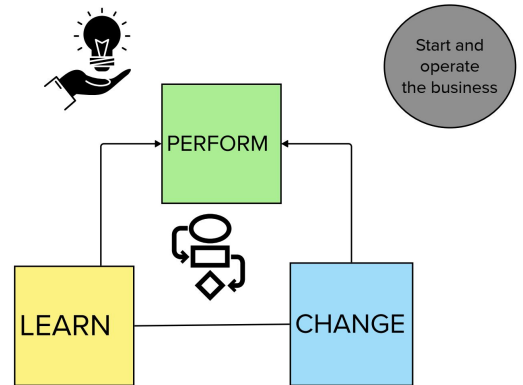 Start and
operate
the business
PERFORM
LEARN
CHANGE